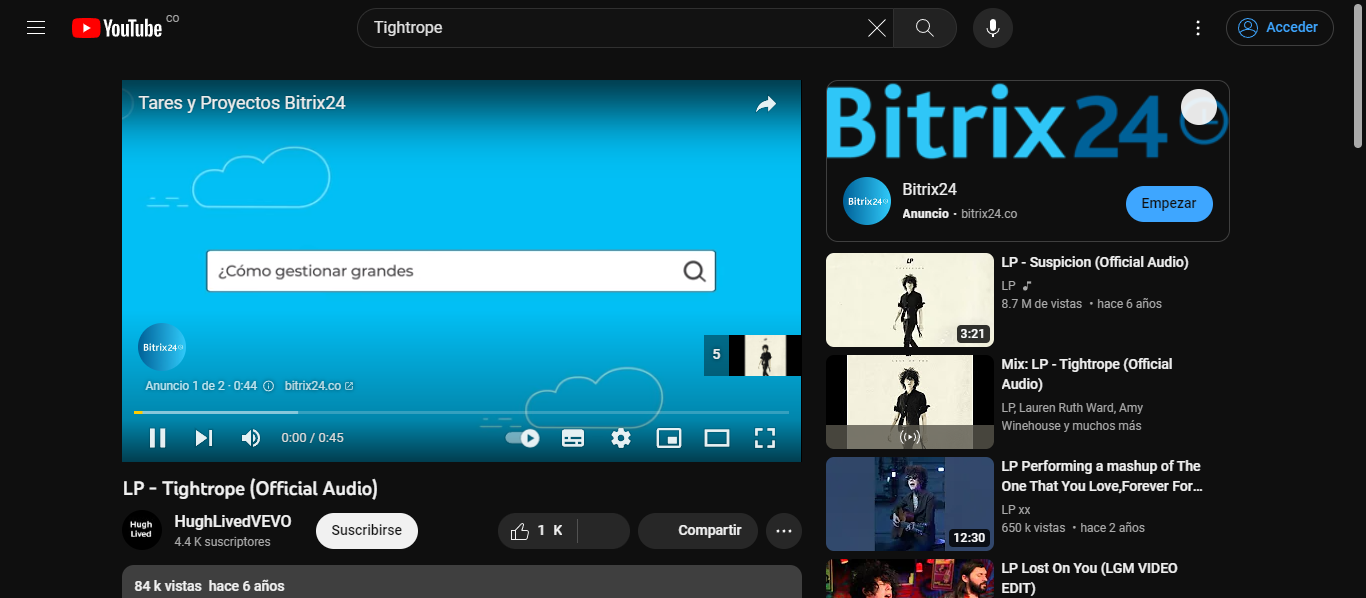 YouTube CO
Tightrope
Acceder
Tares y Proyectos Bitrix24
¿Cómo gestionar grandes
Bitrix24
5
Anuncio 1 de 2 · 0:44 bitrix24.co
0:00 / 0:45
LP - Tightrope (Official Audio)
Hugh
Lived
HughLivedVEVO
4.4 K suscriptores
Suscribirse
1 K
Compartir
84 k vistas hace 6 años
Bitrix24
Bitrix24
Bitrix24
Anuncio · bitrix24.co
Empezar
LP
3:21
LP - Suspicion (Official Audio)
LP
8.7 M de vistas • hace 6 años
Mix: LP - Tightrope (Official
Audio)
LP, Lauren Ruth Ward, Amy
Winehouse y muchos más
12:30
LP Performing a mashup of The
One That You Love,Forever For…
LP xx
650 k vistas • hace 2 años
LP Lost On You (LGM VIDEO
EDIT)